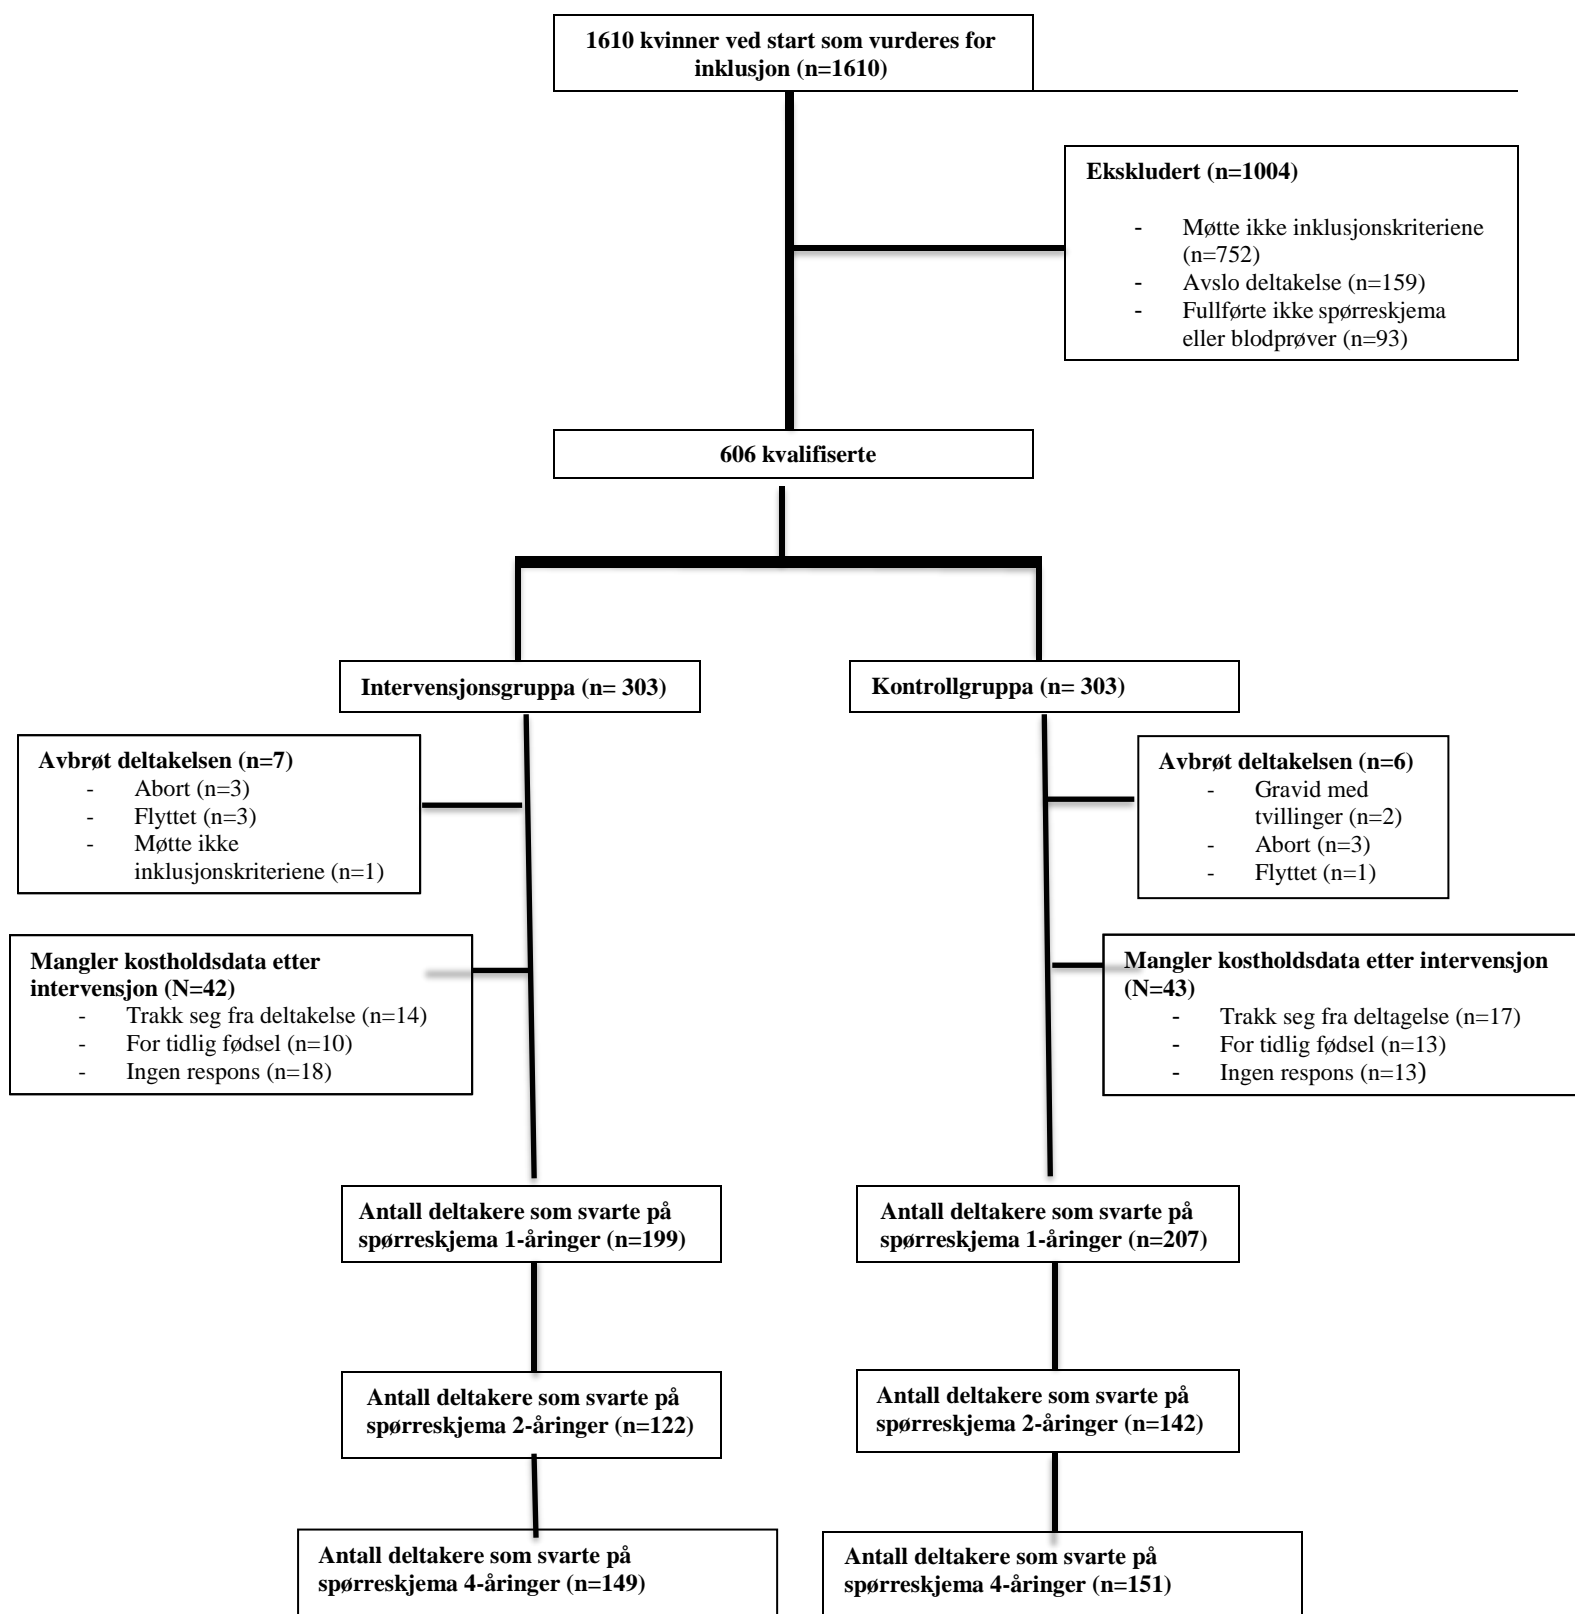 1610 kvinner ved start som vurderes for
inklusjon (n=1610)
Ekskludert (n=1004)
- Møtte ikke inklusjonskriteriene
(n=752)
- Avslo deltakelse (n=159)
- Fullførte ikke spørreskjema
eller blodprøver (n=93)
606 kvalifiserte
Intervensjonsgruppa (n= 303)
Kontrollgruppa (n= 303)
Avbrøt deltakelsen (n=7)
- Abort (n=3)
- Flyttet (n=3)
- Møtte ikke
inklusjonskriteriene (n=1)
Avbrøt deltakelsen (n=6)
- Gravid med
tvillinger (n=2)
- Abort (n=3)
- Flyttet (n=1)
Mangler kostholdsdata etter
intervensjon (N=42)
- Trakk seg fra deltakelse (n=14)
- For tidlig fødsel (n=10)
- Ingen respons (n=18)
Mangler kostholdsdata etter intervensjon
(N=43)
- Trakk seg fra deltagelse (n=17)
- For tidlig fødsel (n=13)
- Ingen respons (n=13)
Antall deltakere som svarte på
spørreskjema 1-åringer (n=199)
Antall deltakere som svarte på
spørreskjema 1-åringer (n=207)
Antall deltakere som svarte på
spørreskjema 2-åringer (n=122)
Antall deltakere som svarte på
spørreskjema 2-åringer (n=142)
Antall deltakere som svarte på
spørreskjema 4-åringer (n=149)
Antall deltakere som svarte på
spørreskjema 4-åringer (n=151)